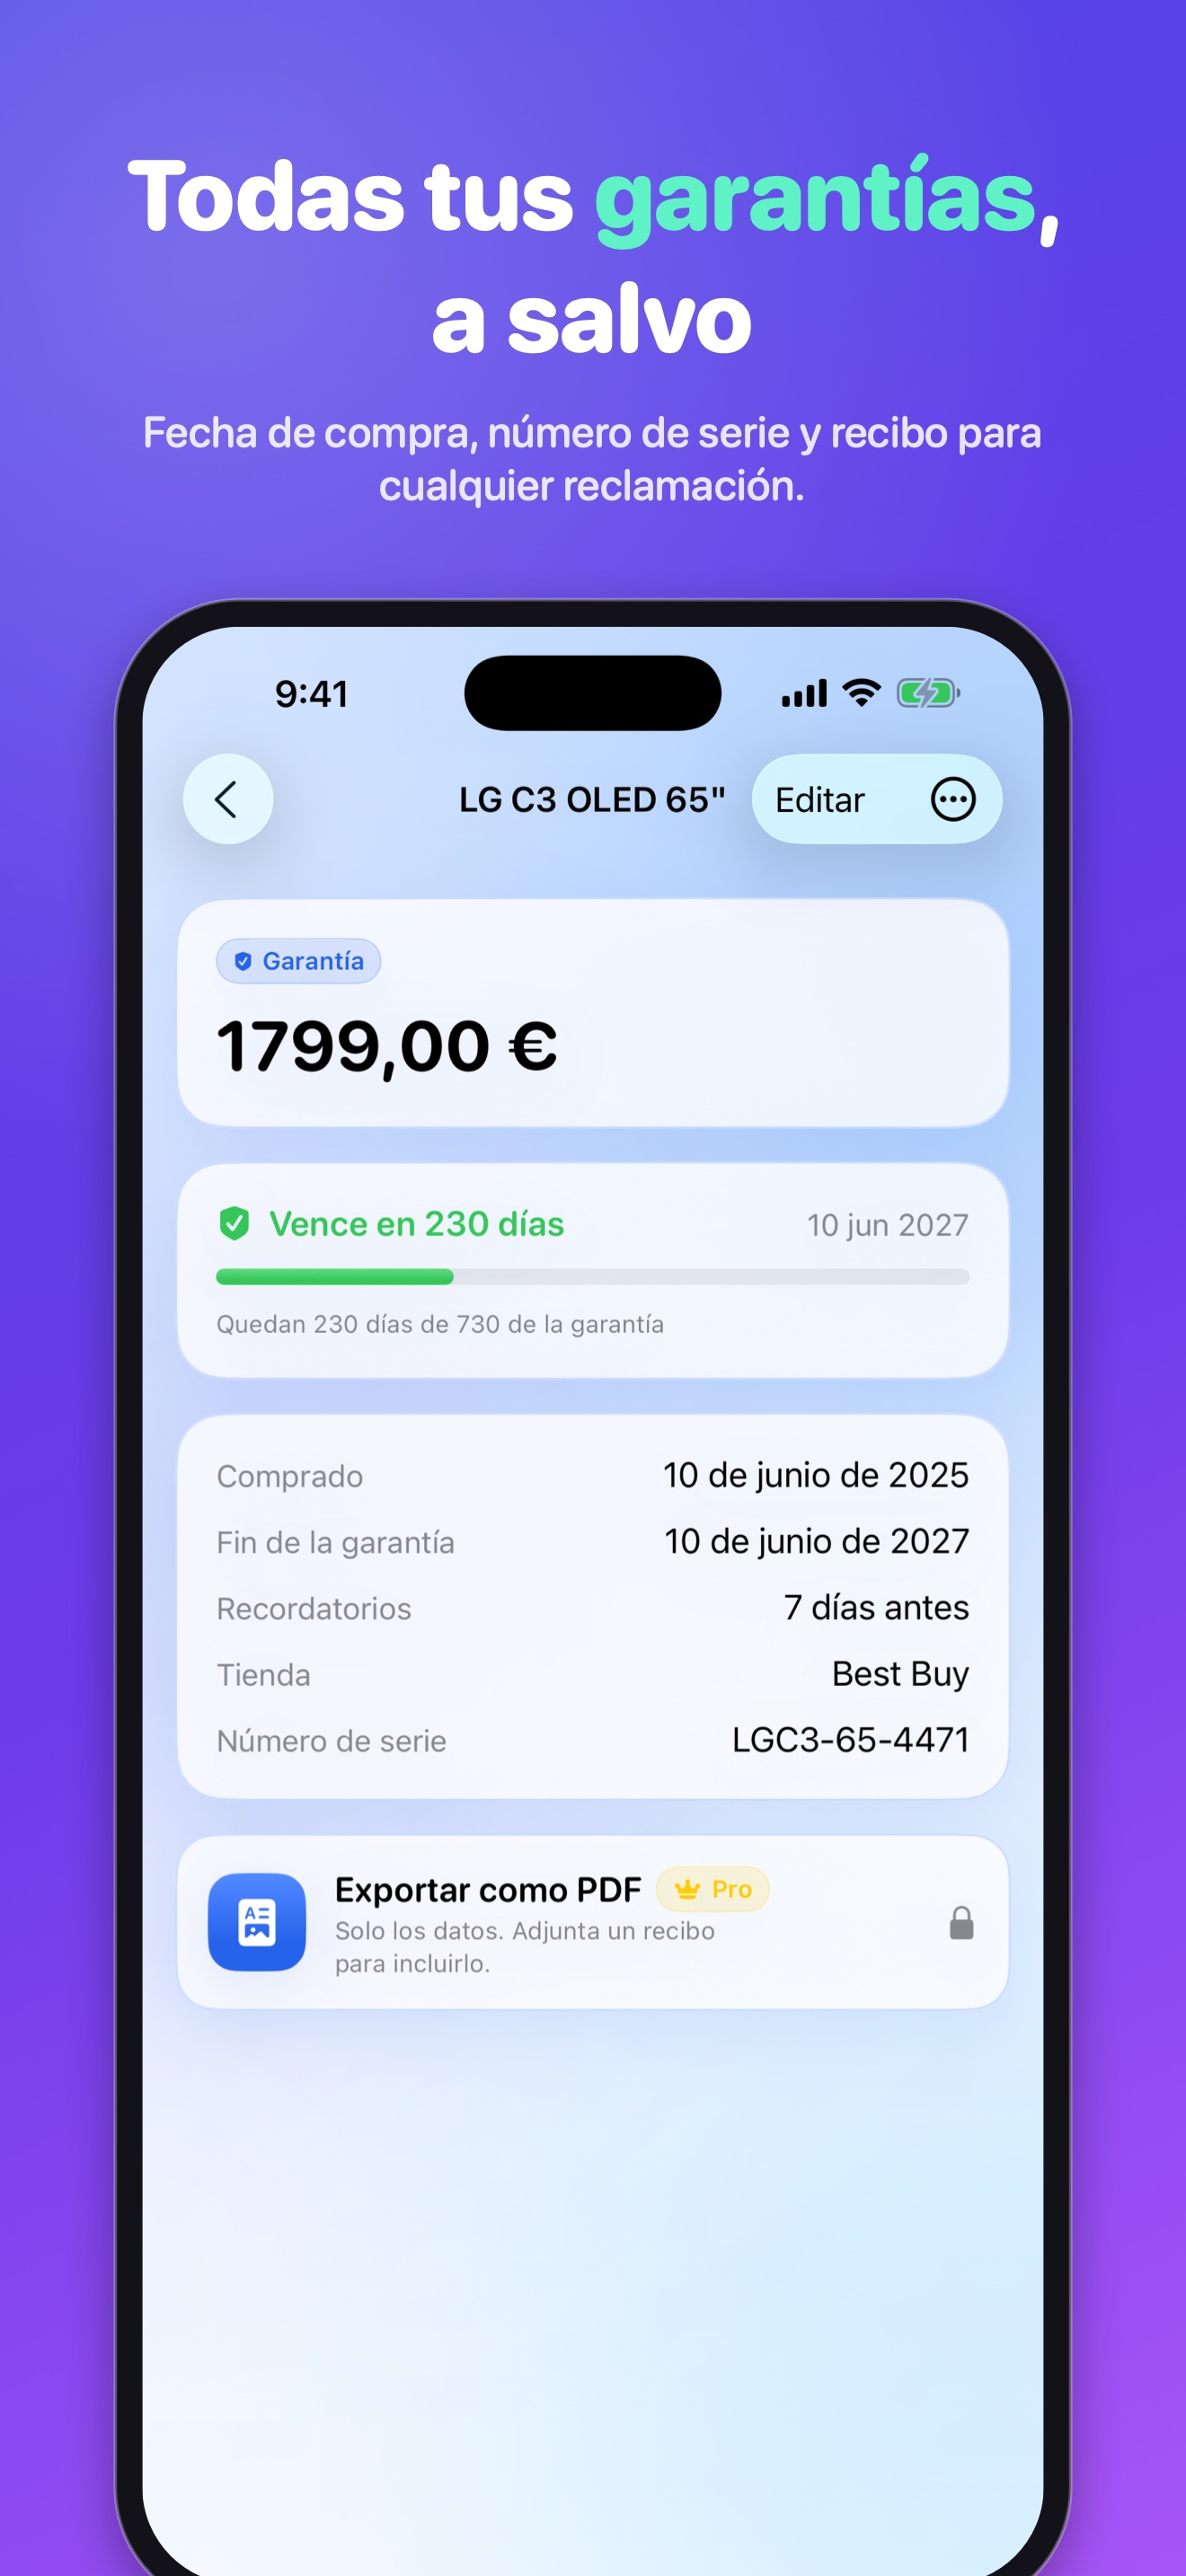 Todas tus garantías,
a salvo
Fecha de compra, número de serie y recibo para
cualquier reclamación.
9:41
LG C3 OLED 65"
Editar
Garantía
1799,00 €
Vence en 230 días
10 jun 2027
Quedan 230 días de 730 de la garantía
Comprado
10 de junio de 2025
Fin de la garantía
10 de junio de 2027
Recordatorios
7 días antes
Tienda
Best Buy
Número de serie
LGC3-65-4471
Exportar como PDF
Pro
Solo los datos. Adjunta un recibo
para incluirlo.